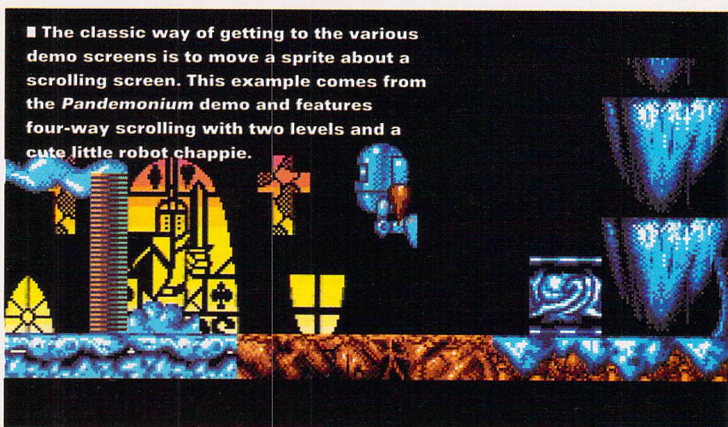 ■ The classic way of getting to the various
demo screens is to move a sprite about a
scrolling screen. This example comes from
the Pandemonium demo and features
four-way scrolling with two levels and a
cute little robot chappie.